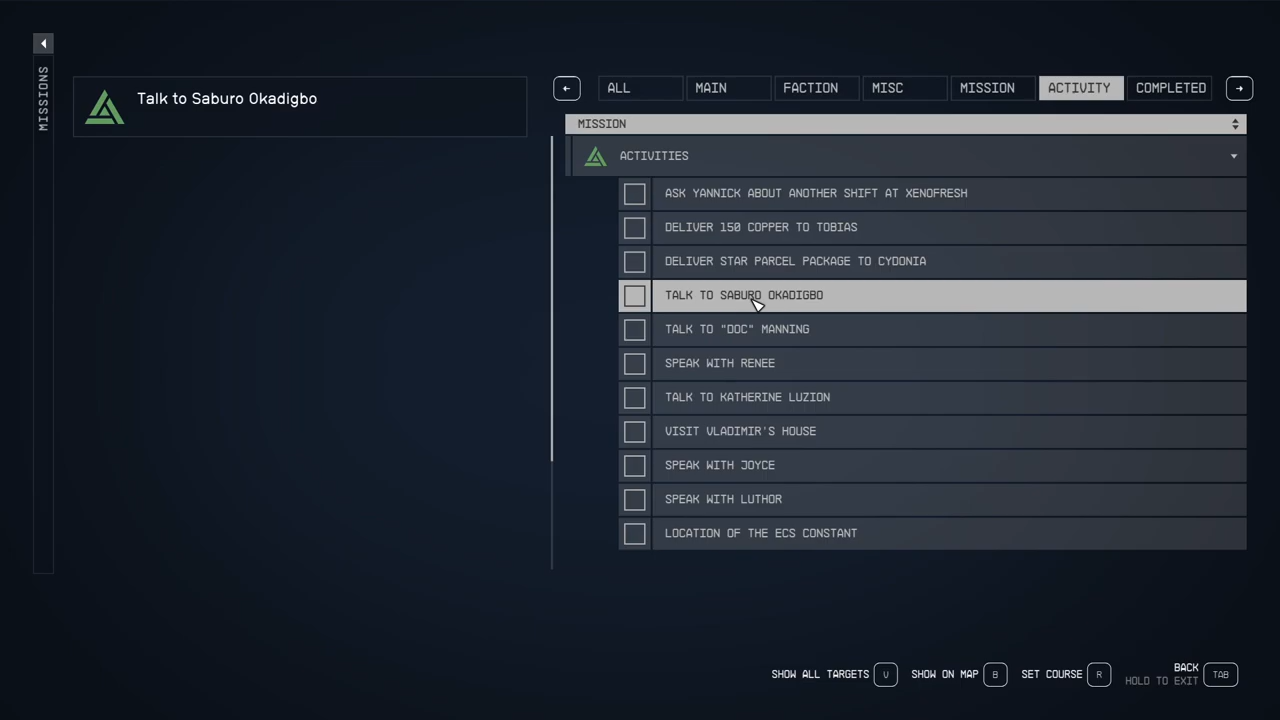 MISSIONS
Talk to Saburo Okadigbo
ALL
MAIN
FACTION
MISC
MISSION
ACTIVITY
COMPLETED
MISSION
ACTIVITIES
ASK YANNICK ABOUT ANOTHER SHIFT AT XENOFRESH
DELIVER 150 COPPER TO TOBIAS
DELIVER STAR PARCEL PACKAGE TO CYDONIA
TALK TO SABURO OKADIGBO
TALK TO "DOC" MANNING
SPEAK WITH RENEE
TALK TO KATHERINE LUZION
VISIT VLADIMIR'S HOUSE
SPEAK WITH JOYCE
SPEAK WITH LUTHOR
LOCATION OF THE ECS CONSTANT
SHOW ALL TARGETS V
SHOW ON MAP B
SET COURSE R
BACK
HOLD TO EXIT TAB